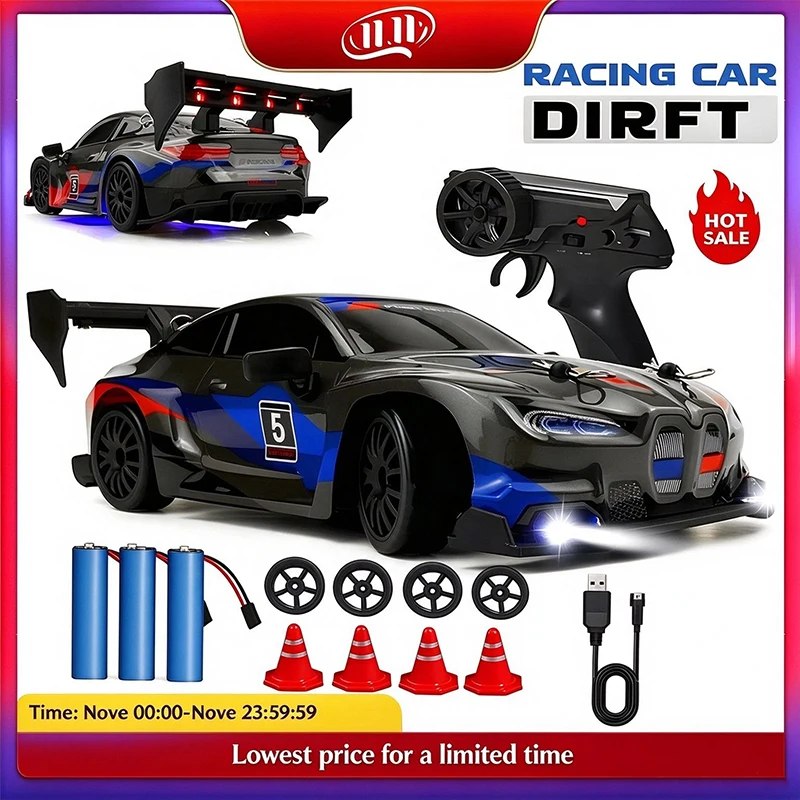 11.11
RACING CAR
DIRFT
HOT
SALE
5
5
Time: Nove 00:00-Nove 23:59:59
Lowest price for a limited time